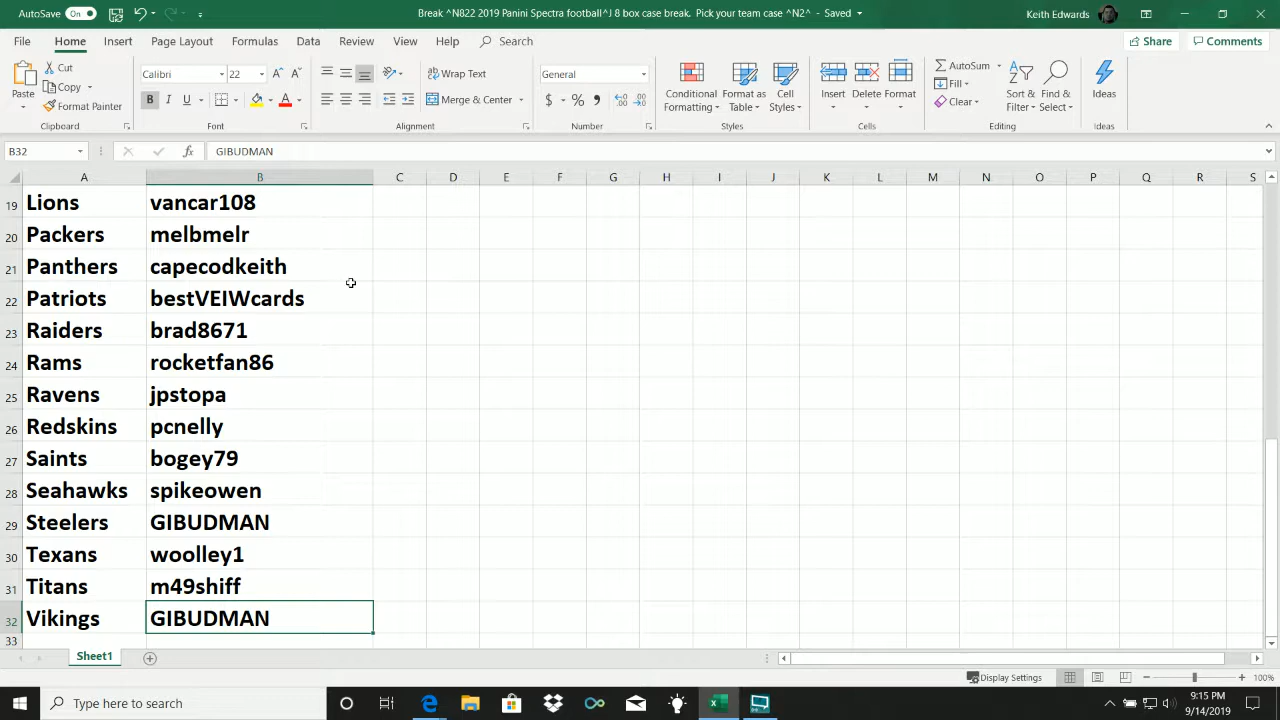 AutoSave On
Break ^N822 2019 Panini Spectra football^J 8 box case break. Pick your team case ^N2^ - Saved
Keith Edwards
File Home Insert Page Layout Formulas Data Review View Help Search
Share Comments
Paste
Cut
Copy
Format Painter
Clipboard
Calibri 22
B I U
Font
Wrap Text
Merge & Center
Alignment
General
$ % ,
Number
Conditional Formatting
Format as Table
Cell Styles
Styles
Insert Delete Format
Cells
AutoSum
Fill
Clear
Sort & Filter
Find & Select
Editing
Ideas
Ideas
B32 fx GIBUDMAN
A B C D E F G H I J K L M N O P Q R S
19 Lions vancar108
20 Packers melbmelr
21 Panthers capecodkeith
22 Patriots bestVEIWcards
23 Raiders brad8671
24 Rams rocketfan86
25 Ravens jpstopa
26 Redskins pcnelly
27 Saints bogey79
28 Seahawks spikeowen
29 Steelers GIBUDMAN
30 Texans woolley1
31 Titans m49shiff
32 Vikings GIBUDMAN
33
Sheet1
Display Settings 100%
Type here to search
9:15 PM
9/14/2019